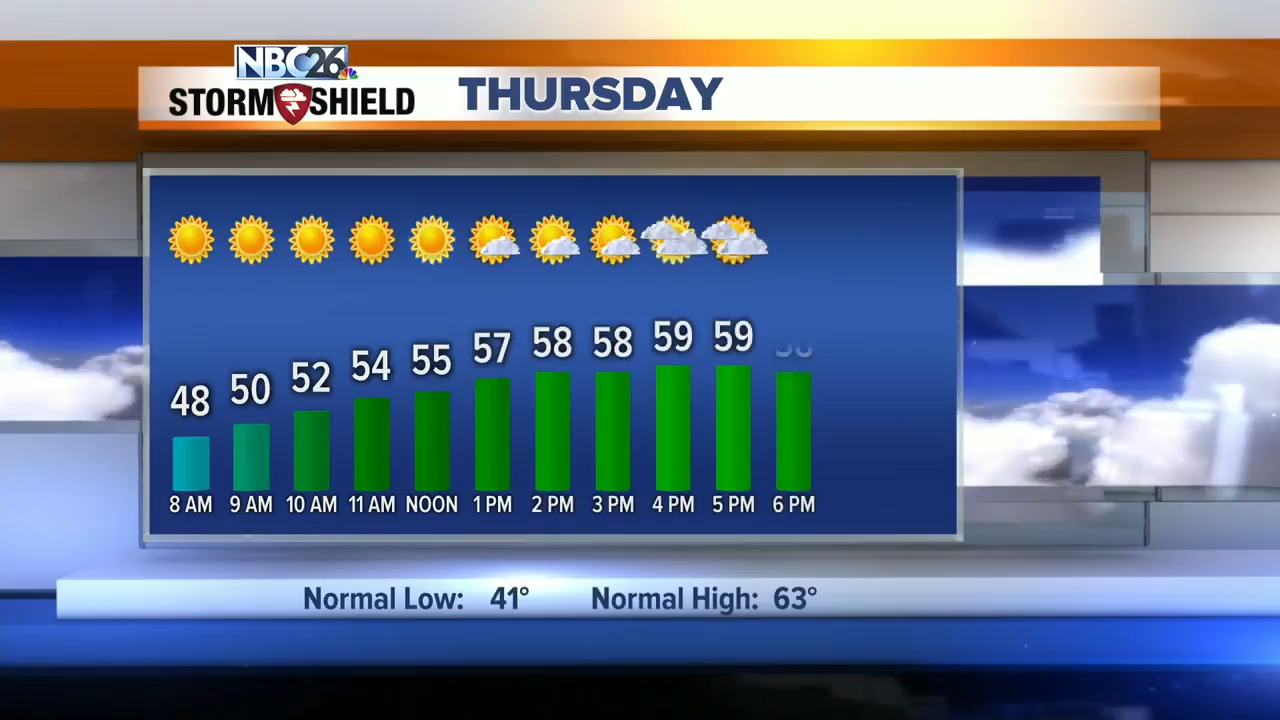 NBC26
STORM SHIELD
THURSDAY
48 50 52 54 55 57 58 58 59 59
8 AM 9 AM 10 AM 11 AM NOON 1 PM 2 PM 3 PM 4 PM 5 PM 6 PM
Normal Low: 41° Normal High: 63°